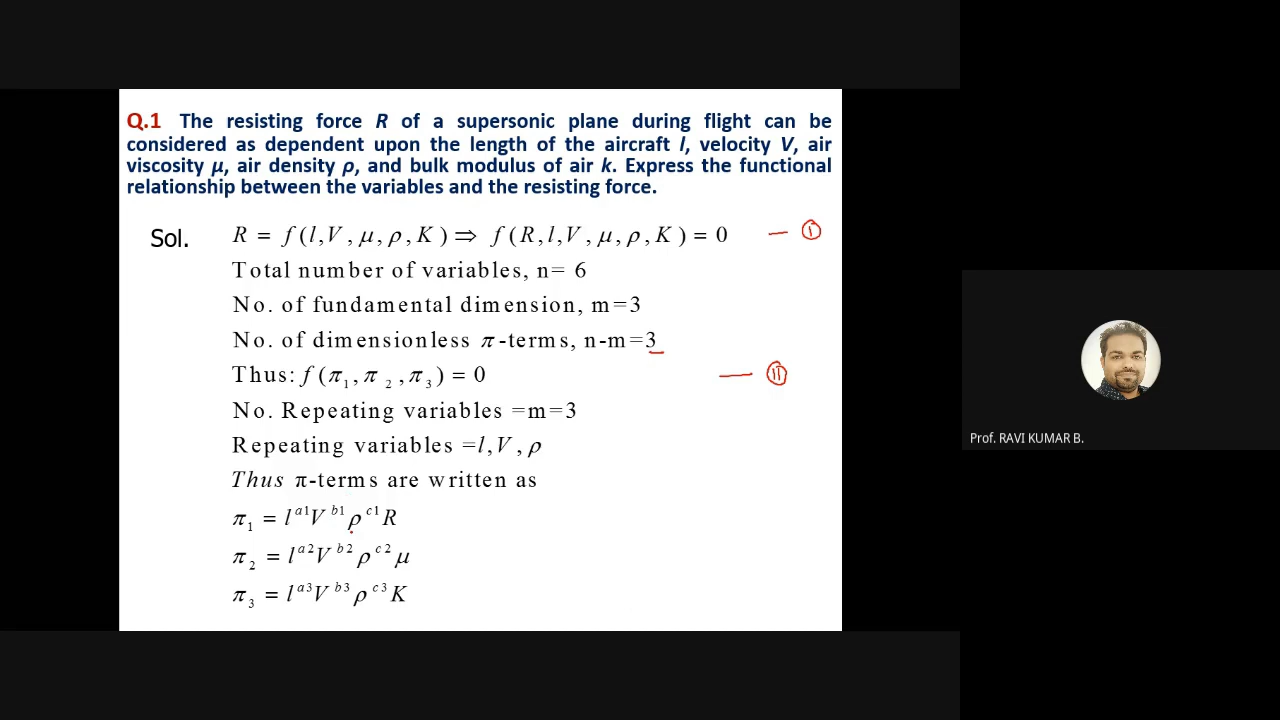 Q.1 The resisting force R of a supersonic plane during flight can be
considered as dependent upon the length of the aircraft l, velocity V, air
viscosity μ, air density ρ, and bulk modulus of air k. Express the functional
relationship between the variables and the resisting force.
Sol. R = f(l,V,μ,ρ,K) ⇒ f(R,l,V,μ,ρ,K) = 0 — Ⓘ
Total number of variables, n= 6
No. of fundamental dimension, m=3
No. of dimensionless π-terms, n-m=3
Thus: f(π₁,π₂,π₃) = 0 — (II)
No. Repeating variables =m=3
Repeating variables =l,V,ρ
Thus π-terms are written as
π₁ = l^a1 V^b1 ρ^c1 R
π₂ = l^a2 V^b2 ρ^c2 μ
π₃ = l^a3 V^b3 ρ^c3 K
Prof. RAVI KUMAR B.